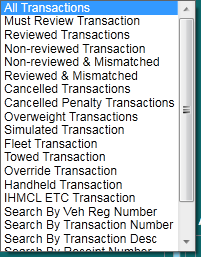 All Transactions
Must Review Transaction
Reviewed Transactions
Non-reviewed Transaction
Non-reviewed & Mismatched
Reviewed & Mismatched
Cancelled Transactions
Cancelled Penalty Transactions
Overweight Transactions
Simulated Transaction
Fleet Transaction
Towed Transaction
Override Transaction
Handheld Transaction
IHMCL ETC Transaction
Search By Veh Reg Number
Search By Transaction Number
Search By Transaction Desc
Search By Receipt Number